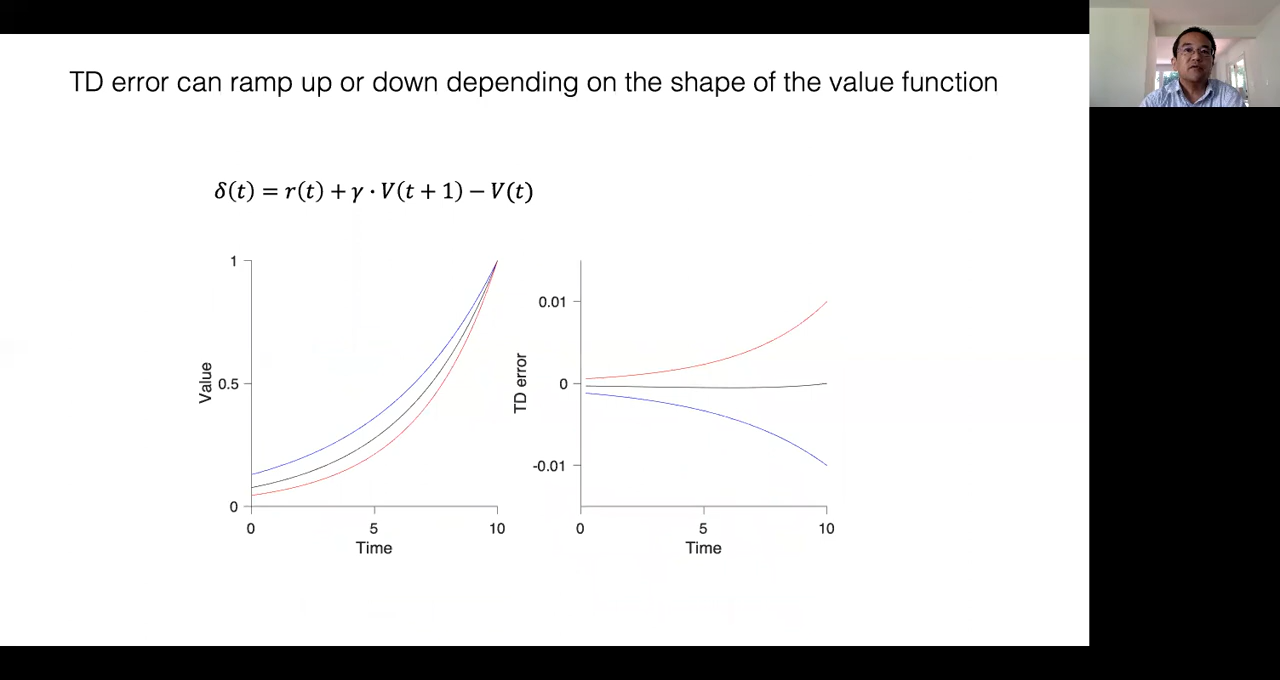 TD error can ramp up or down depending on the shape of the value function
δ(t) = r(t) + γ · V(t + 1) − V(t)
1
0.5
0
Value
0
5
10
Time
0.01
0
-0.01
TD error
0
5
10
Time